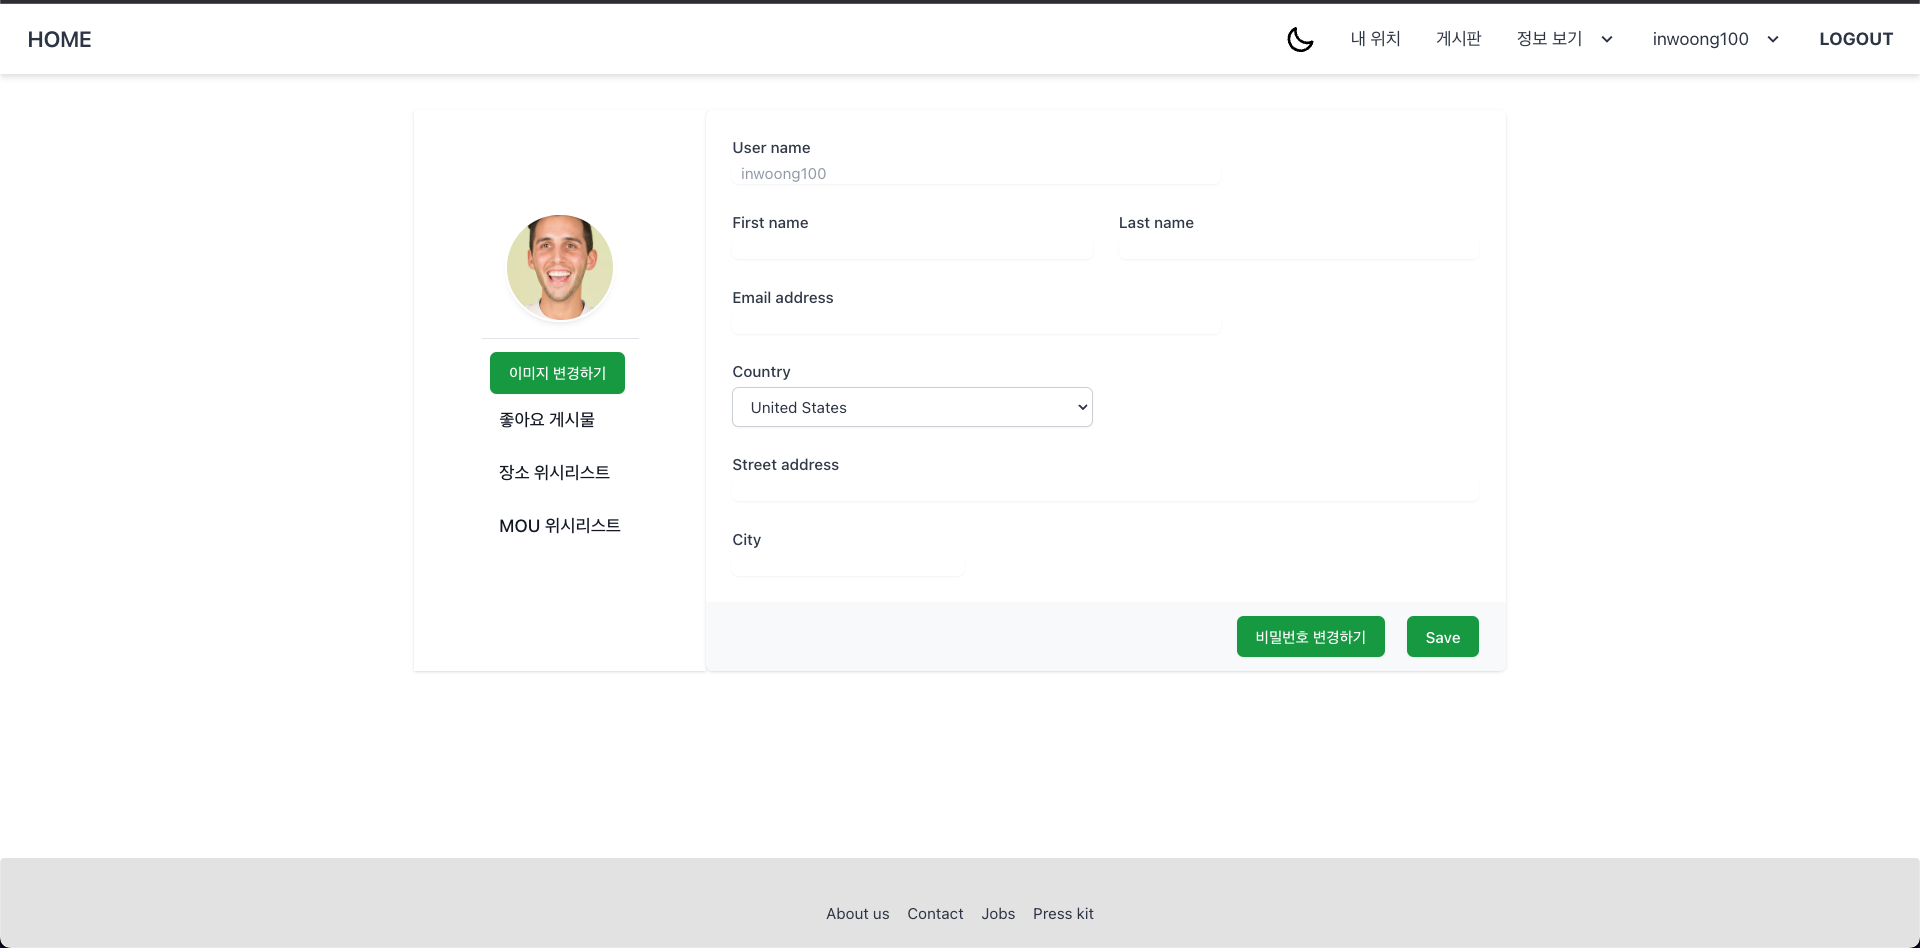 HOME
내 위치
게시판
정보 보기
inwoong100
LOGOUT
이미지 변경하기
좋아요 게시물
장소 위시리스트
MOU 위시리스트
User name
inwoong100
First name
Last name
Email address
Country
United States
Street address
City
비밀번호 변경하기
Save
About us
Contact
Jobs
Press kit